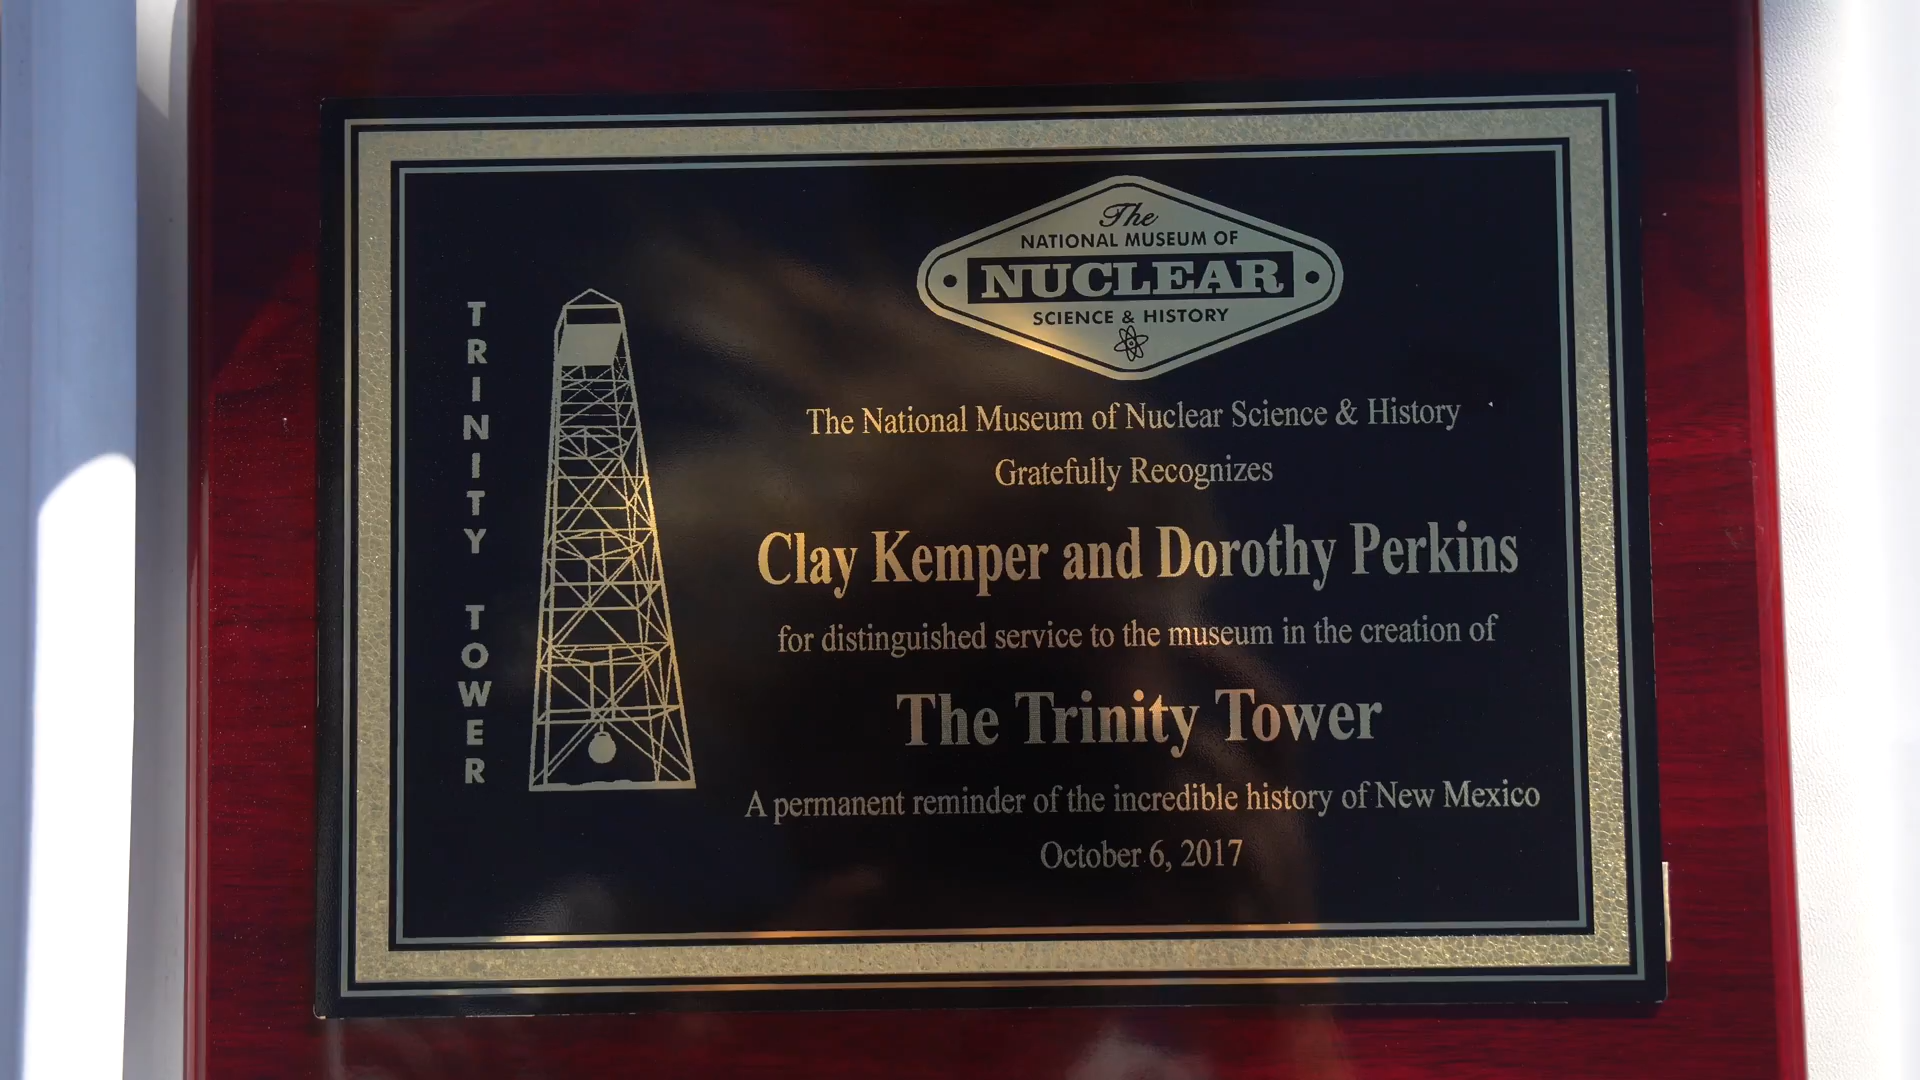 TRINITY TOWER
The
NATIONAL MUSEUM OF
NUCLEAR
SCIENCE & HISTORY
The National Museum of Nuclear Science & History
Gratefully Recognizes
Clay Kemper and Dorothy Perkins
for distinguished service to the museum in the creation of
The Trinity Tower
A permanent reminder of the incredible history of New Mexico
October 6, 2017